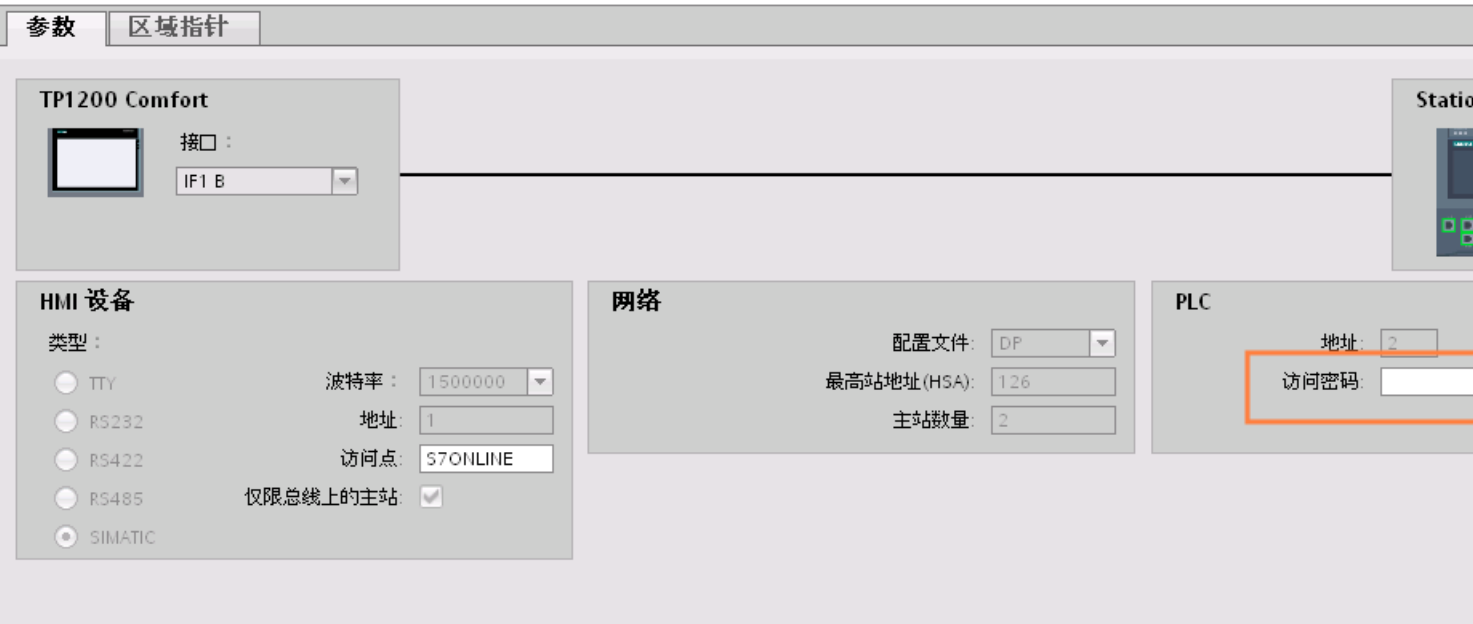 参数
区域指针
TP1200 Comfort
接口：
IF1 B
HMI 设备
类型：
TTY
RS232
RS422
RS485
SIMATIC
波特率：
1500000
地址:
1
访问点:
S7ONLINE
仅限总线上的主站:
网络
配置文件:
DP
最高站地址(HSA):
126
主站数量:
2
PLC
地址:
2
访问密码: